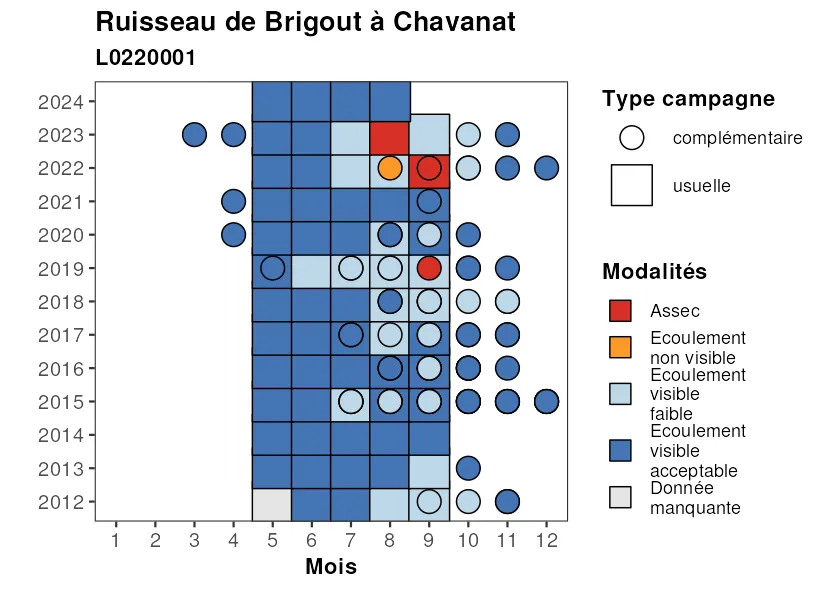 Ruisseau de Brigout à Chavanat
L0220001
2024
2023
2022
2021
2020
2019
2018
2017
2016
2015
2014
2013
2012
1 2 3 4 5 6 7 8 9 10 11 12
Mois
Type campagne
complémentaire
usuelle
Modalités
Assec
Ecoulement
non visible
Ecoulement
visible
faible
Ecoulement
visible
acceptable
Donnée
manquante